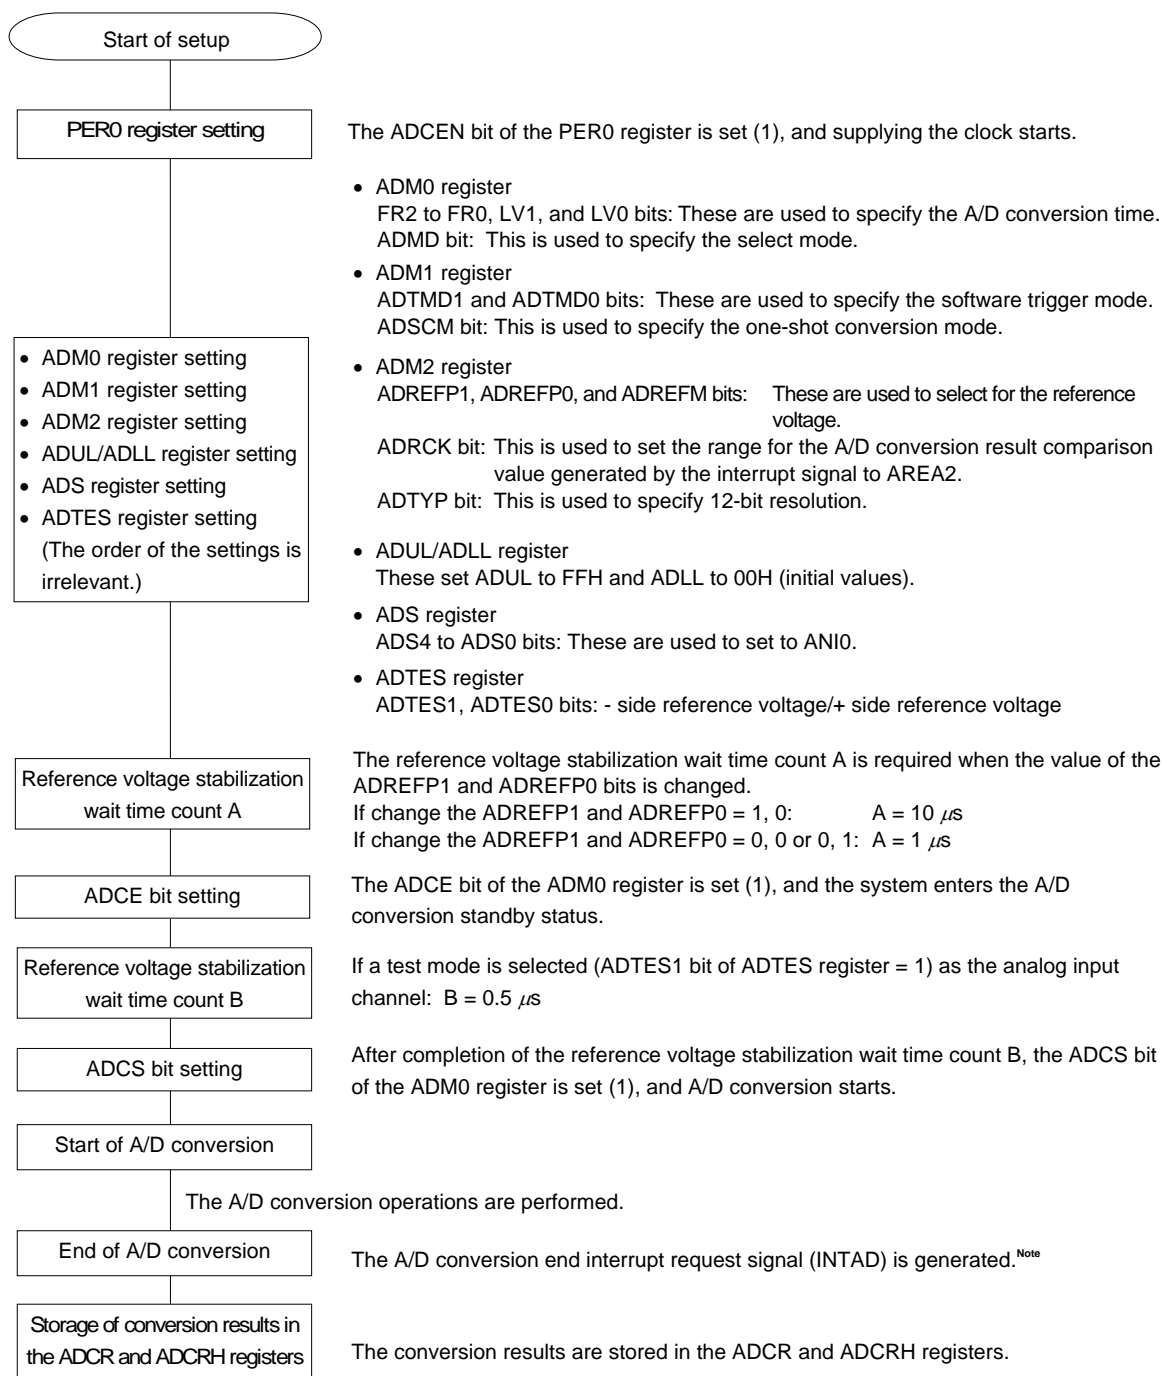 Start of setup
PER0 register setting
The ADCEN bit of the PER0 register is set (1), and supplying the clock starts.
• ADM0 register
FR2 to FR0, LV1, and LV0 bits: These are used to specify the A/D conversion time.
ADMD bit: This is used to specify the select mode.
• ADM1 register
ADTMD1 and ADTMD0 bits: These are used to specify the software trigger mode.
ADSCM bit: This is used to specify the one-shot conversion mode.
• ADM0 register setting
• ADM1 register setting
• ADM2 register setting
• ADUL/ADLL register setting
• ADS register setting
• ADTES register setting
(The order of the settings is
irrelevant.)
• ADM2 register
ADREFP1, ADREFP0, and ADREFM bits: These are used to select for the reference
voltage.
ADRCK bit: This is used to set the range for the A/D conversion result comparison
value generated by the interrupt signal to AREA2.
ADTYP bit: This is used to specify 12-bit resolution.
• ADUL/ADLL register
These set ADUL to FFH and ADLL to 00H (initial values).
• ADS register
ADS4 to ADS0 bits: These are used to set to ANI0.
• ADTES register
ADTES1, ADTES0 bits: - side reference voltage/+ side reference voltage
Reference voltage stabilization
wait time count A
The reference voltage stabilization wait time count A is required when the value of the
ADREFP1 and ADREFP0 bits is changed.
If change the ADREFP1 and ADREFP0 = 1, 0: A = 10 μs
If change the ADREFP1 and ADREFP0 = 0, 0 or 0, 1: A = 1 μs
ADCE bit setting
The ADCE bit of the ADM0 register is set (1), and the system enters the A/D
conversion standby status.
Reference voltage stabilization
wait time count B
If a test mode is selected (ADTES1 bit of ADTES register = 1) as the analog input
channel: B = 0.5 μs
ADCS bit setting
After completion of the reference voltage stabilization wait time count B, the ADCS bit
of the ADM0 register is set (1), and A/D conversion starts.
Start of A/D conversion
The A/D conversion operations are performed.
End of A/D conversion
The A/D conversion end interrupt request signal (INTAD) is generated.Note
Storage of conversion results in
the ADCR and ADCRH registers
The conversion results are stored in the ADCR and ADCRH registers.